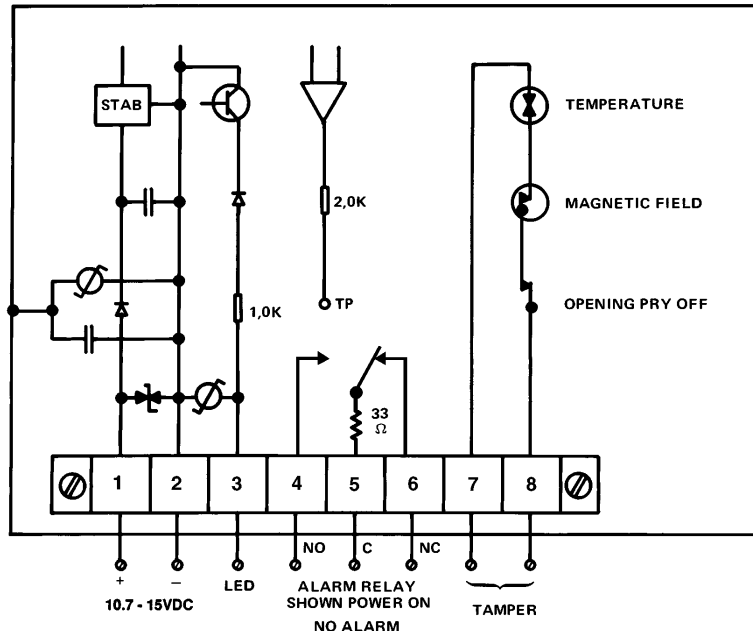 STAB
TEMPERATURE
2,0K
MAGNETIC FIELD
1,0K
TP
OPENING PRY OFF
33
Ω
1 2 3 4 5 6 7 8
NO C NC
+ −
LED
10.7 - 15VDC
ALARM RELAY
SHOWN POWER ON
NO ALARM
TAMPER